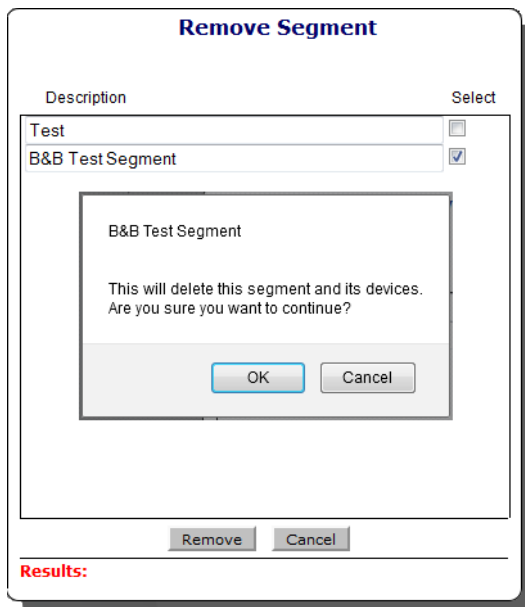 Remove Segment
Description Select
Test
B&B Test Segment
B&B Test Segment
This will delete this segment and its devices.
Are you sure you want to continue?
OK Cancel
Remove Cancel
Results: